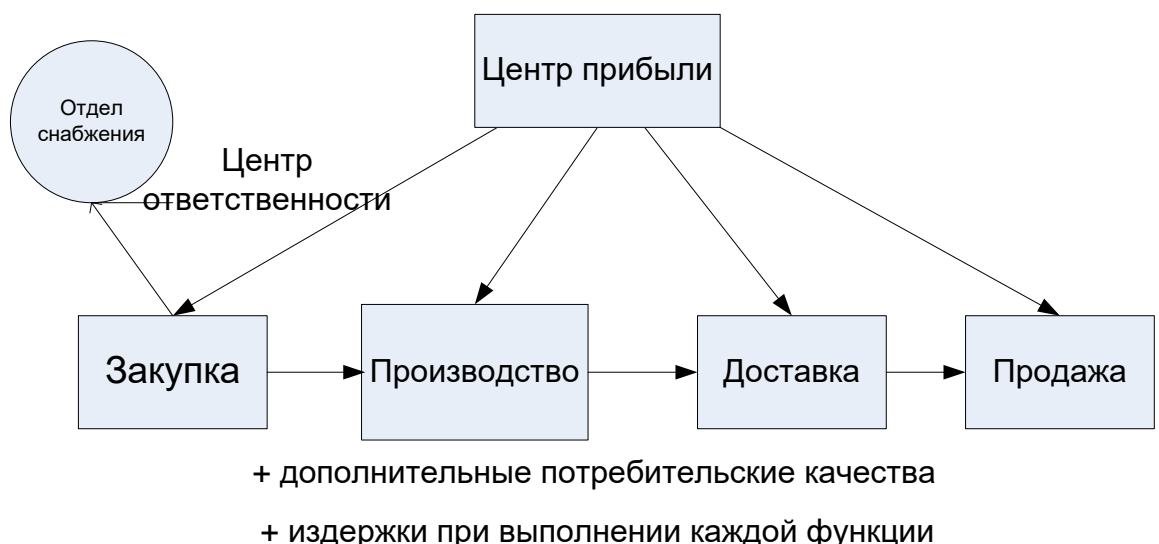 Центр прибыли
Отдел
снабжения
Центр
ответственности
Закупка
Производство
Доставка
Продажа
+ дополнительные потребительские качества
+ издержки при выполнении каждой функции